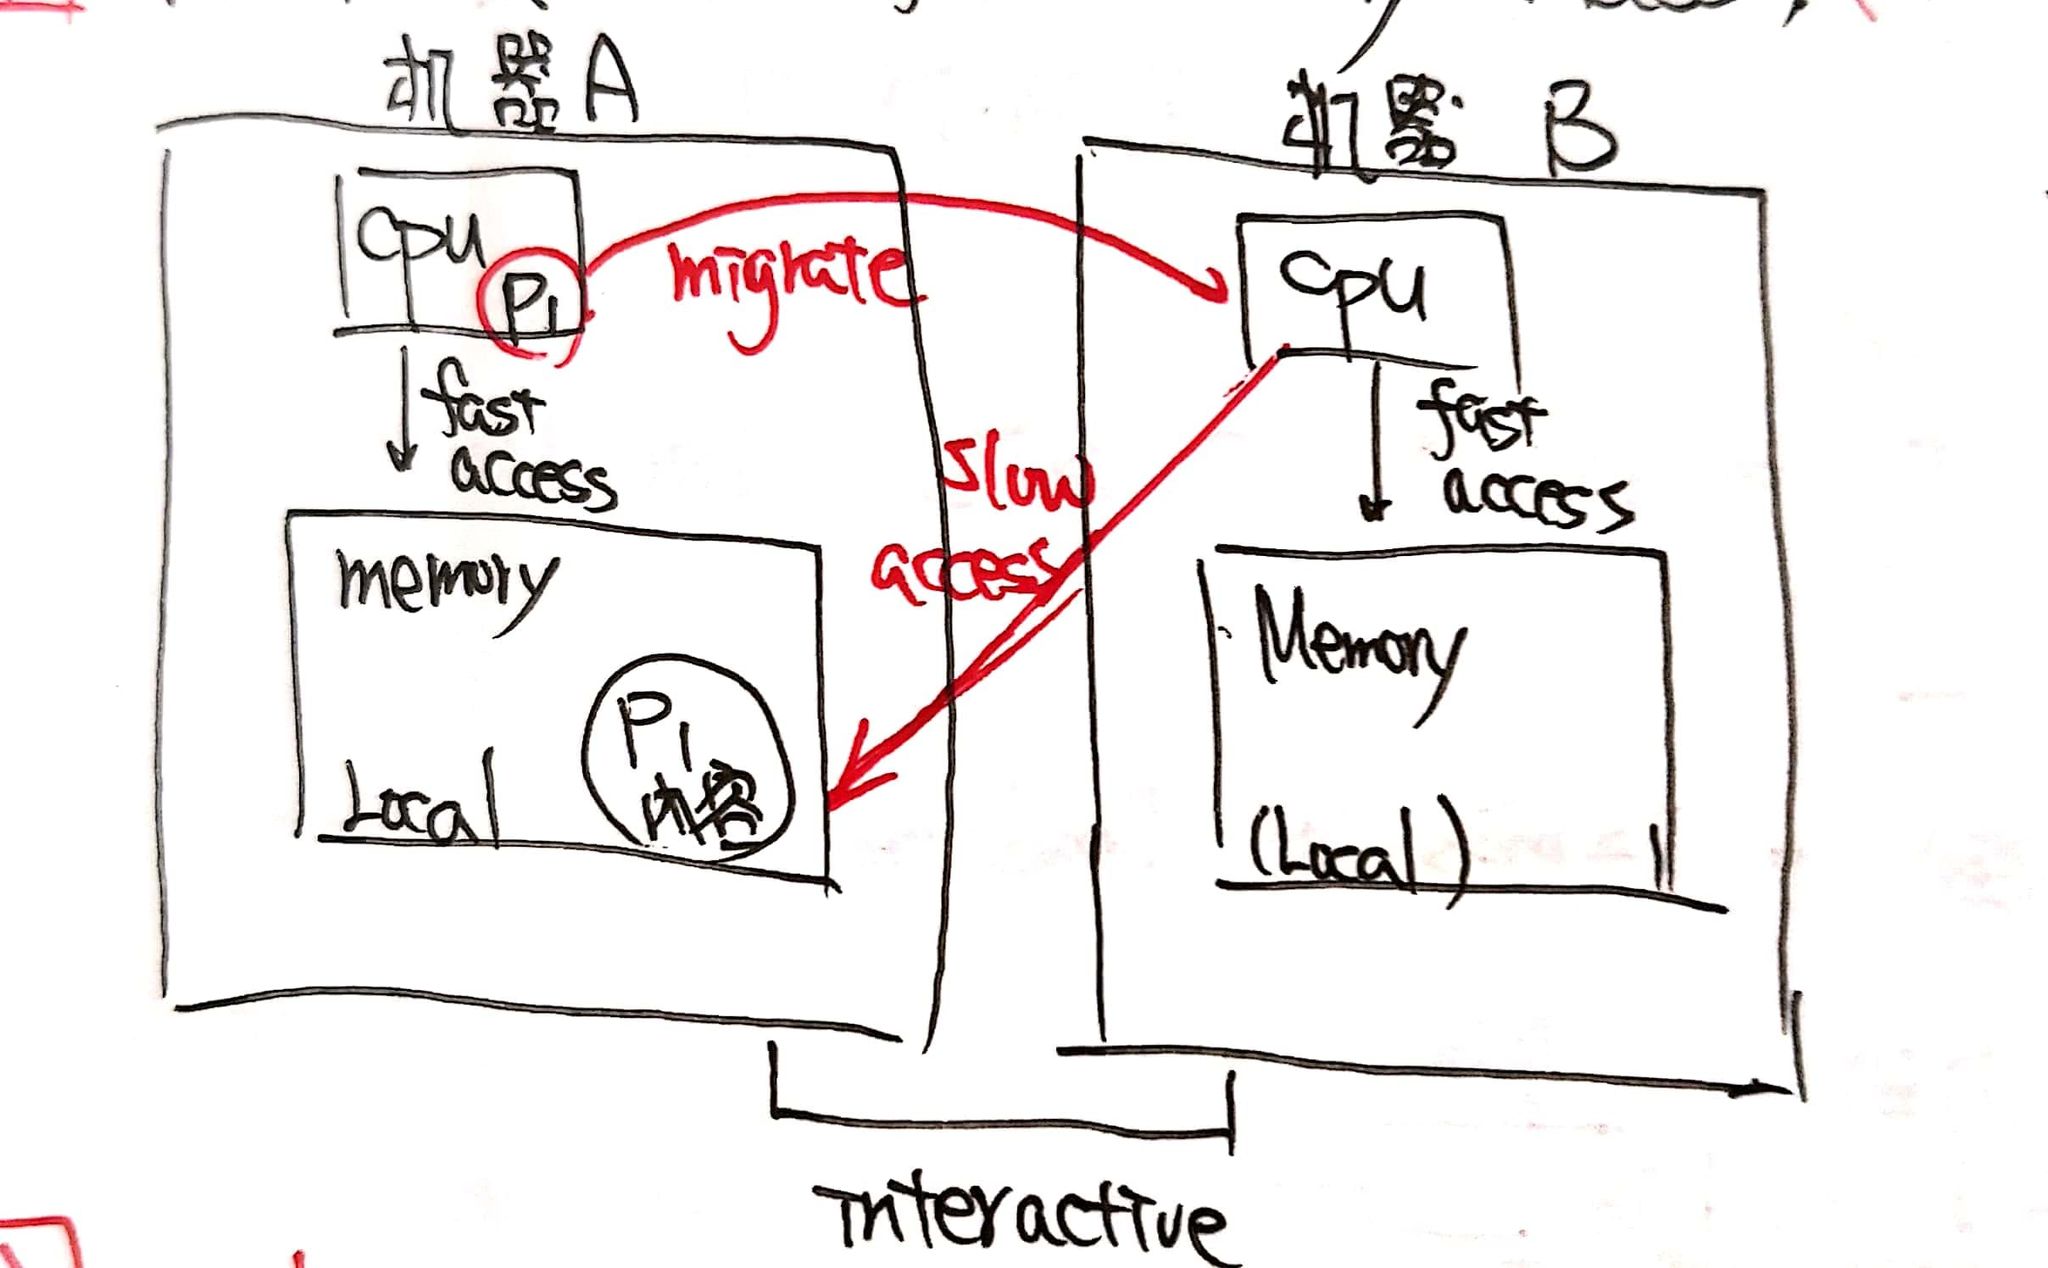 机器A
机器 B
cpu
P1
migrate
cpu
fast
access
slow
access
fast
access
memory
Local
P1
内容
Memory
(Local)
interactive